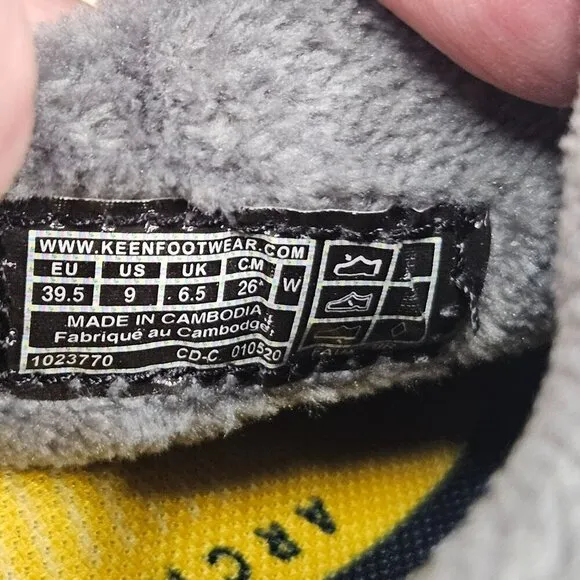 WWW.KEENFOOTWEAR.COM
EU US UK CM W
39.5 9 6.5 26
MADE IN CAMBODIA
Fabriqué au Cambodge
1023770 CD-C 010520